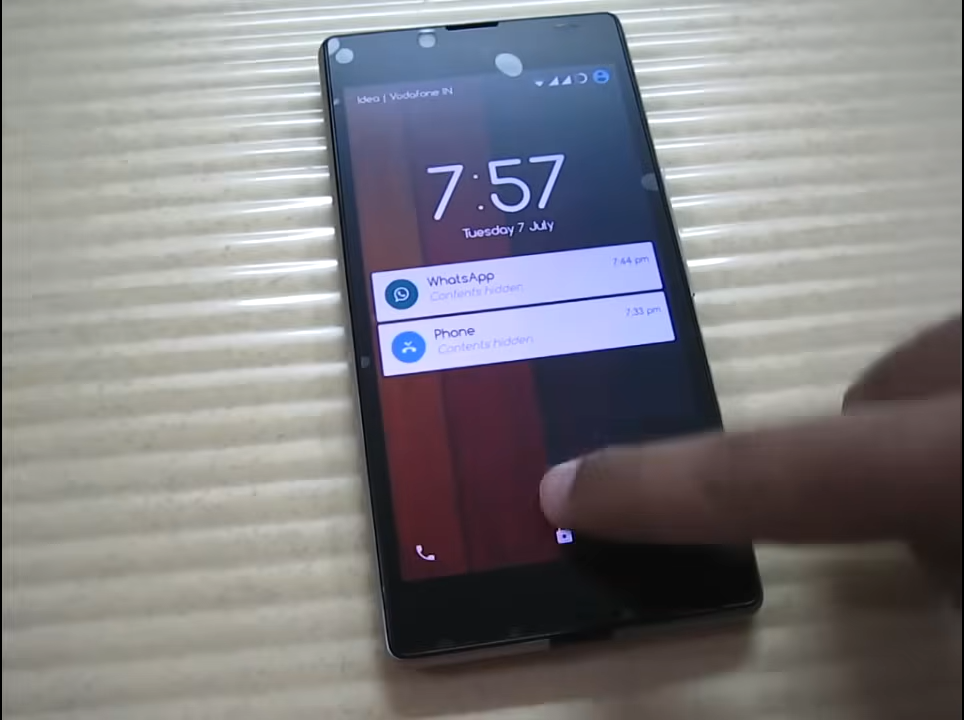 Idea | Vodafone IN
7:57
Tuesday 7 July
WhatsApp
7:44 pm
Contents hidden
Phone
7:33 pm
Contents hidden